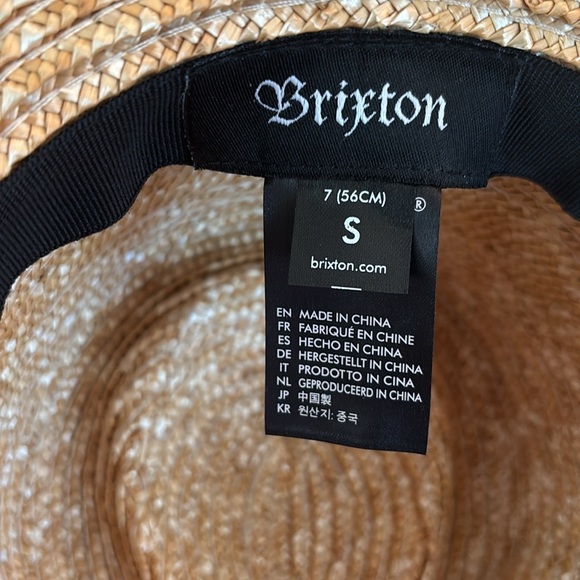 Brixton
7 (56CM)
S
®
brixton.com
EN MADE IN CHINA
FR FABRIQUÉ EN CHINE
ES HECHO EN CHINA
DE HERGESTELLT IN CHINA
IT PRODOTTO IN CINA
NL GEPRODUCEERD IN CHINA
JP 中国製
KR 원산지: 중국